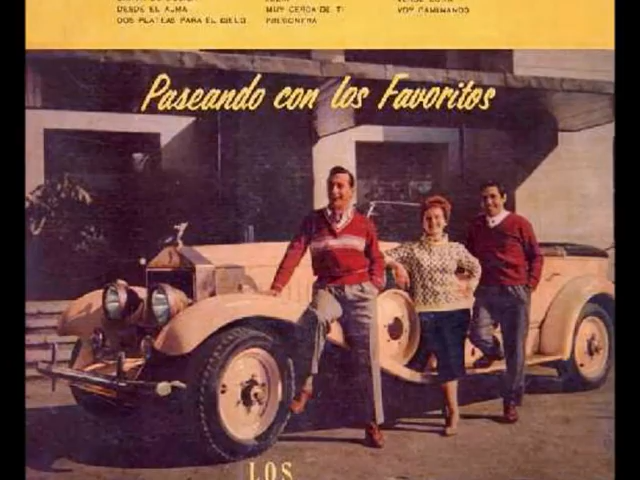 DESDE EL ALMA
DOS PLATEAS PARA EL CIELO
MUY CERCA DE TI
PRISIONERA
VOY CAMINANDO
Paseando con los Favoritos
LOS